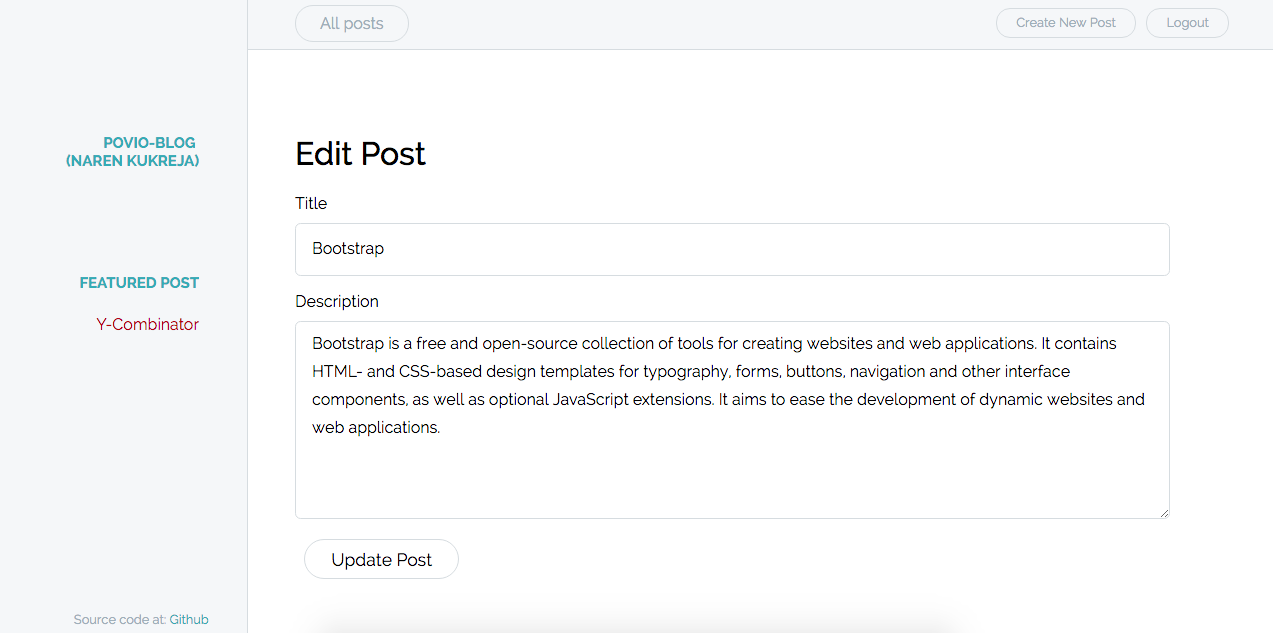 All posts
Create New Post
Logout
POVIO-BLOG
(NAREN KUKREJA)
FEATURED POST
Y-Combinator
Source code at: Github
Edit Post
Title
Bootstrap
Description
Bootstrap is a free and open-source collection of tools for creating websites and web applications. It contains
HTML- and CSS-based design templates for typography, forms, buttons, navigation and other interface
components, as well as optional JavaScript extensions. It aims to ease the development of dynamic websites and
web applications.
Update Post